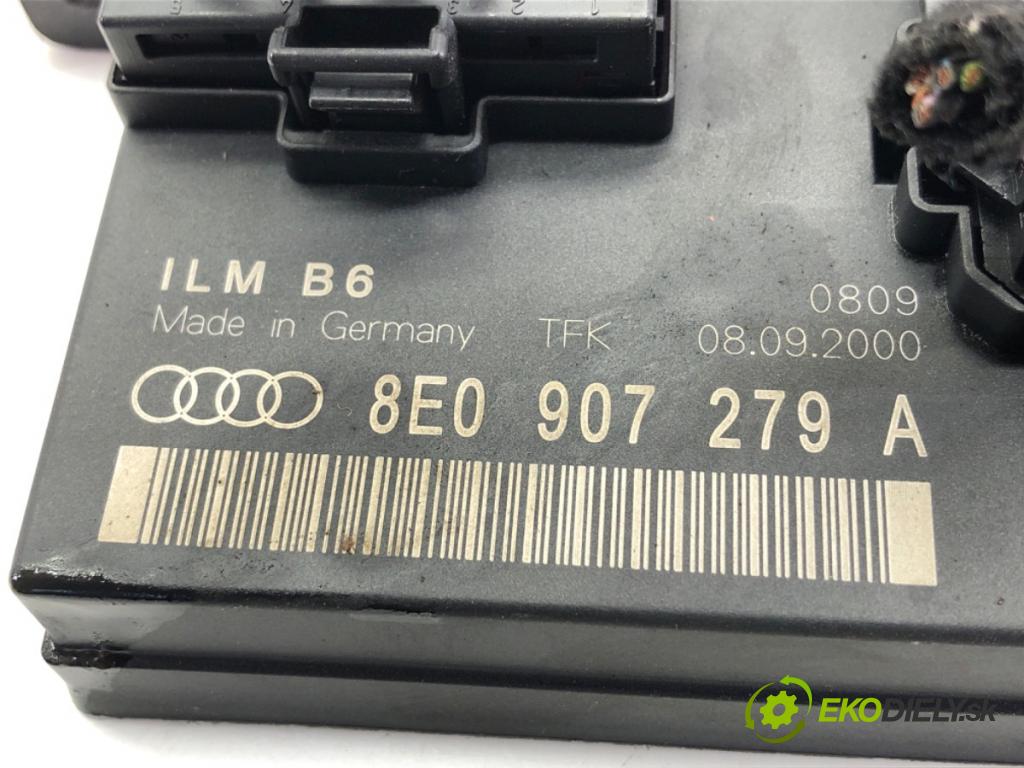 ILM B6
0809
Made in Germany TFK 08.09.2000
8E0 907 279 A
EKODIELY.sk